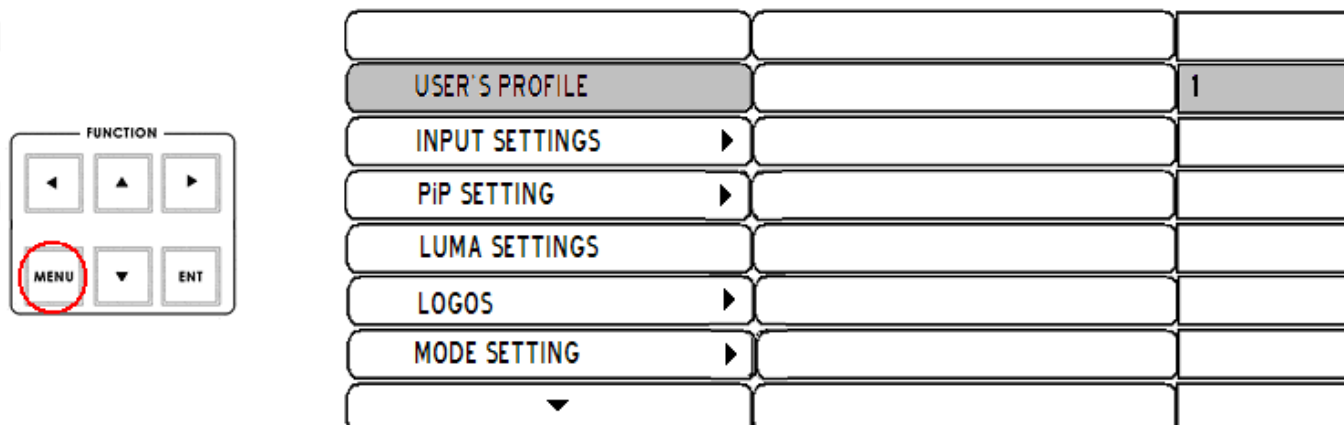 FUNCTION
MENU
ENT
USER'S PROFILE
1
INPUT SETTINGS
PiP SETTING
LUMA SETTINGS
LOGOS
MODE SETTING